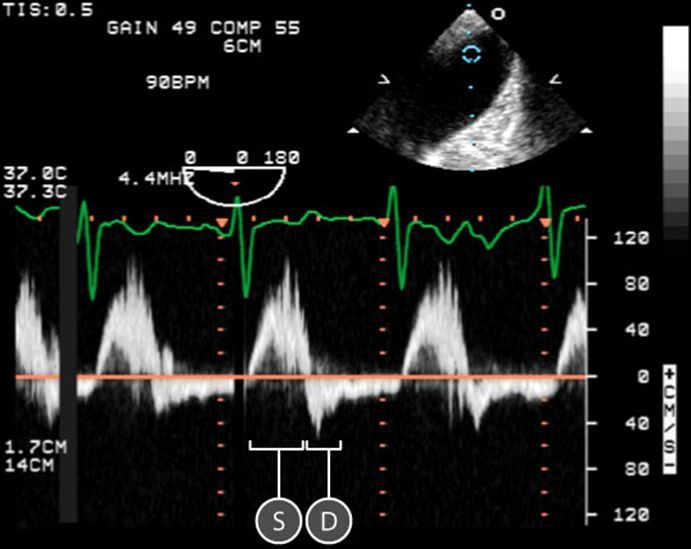 TIS:0.5
GAIN 49 COMP 55
6CM
90BPM
37.0C
37.3C
4.4MHZ
0 0 180
120
80
40
0
40
80
120
+CM/S-
1.7CM
14CM
S D